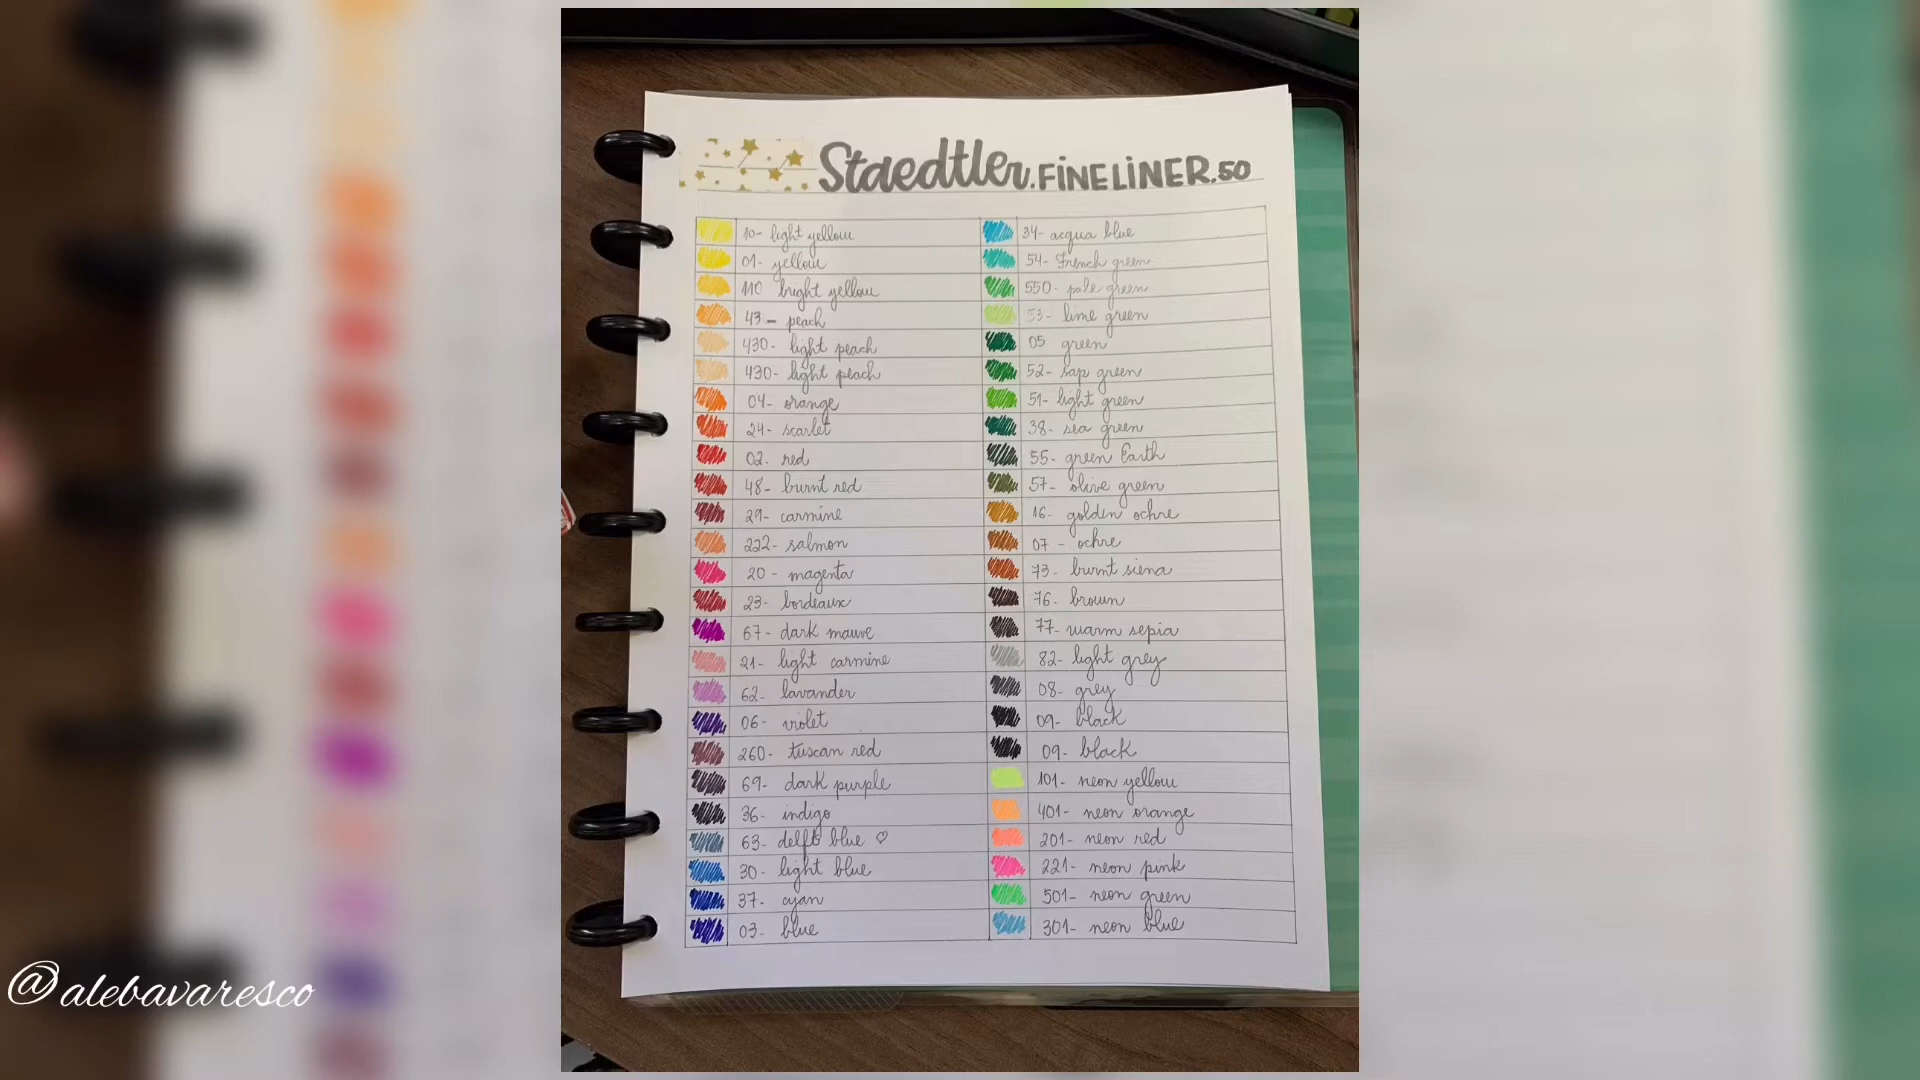 Staedtler.FiNELiNER.50
10- light yellow
01- yellow
110 bright yellow
43- peach
430- light peach
430- light peach
04- orange
24- scarlet
02- red
48- burnt red
29- carmine
222- salmon
20- magenta
23- bordeaux
67- dark mauve
21- light carmine
62- lavander
06- violet
260- tuscan red
69- dark purple
36- indigo
63- delft blue ♡
30- light blue
37- cyan
03- blue
34- acqua blue
54- French green
550- pale green
53- lime green
05 green
52- sap green
51- light green
38- sea green
55- green Earth
57- olive green
16- golden ochre
07- ochre
73- burnt siena
76- brown
77- warm sepia
82- light grey
08- grey
09- black
09- black
101- neon yellow
401- neon orange
201- neon red
221- neon pink
501- neon green
301- neon blue
@alebavaresco